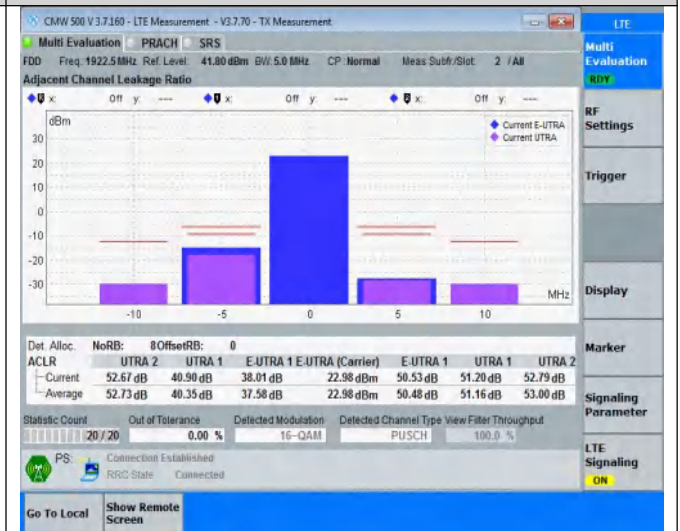 CMW 500 V 3.7.160 - LTE Measurement - V3.7.70 - TX Measurement
LTE
Multi Evaluation PRACH SRS
Multi Evaluation
RDY
FDD Freq: 1922.5 MHz Ref. Level: 41.80 dBm BW: 5.0 MHz CP: Normal Meas Subfr./Slot: 2 / All
Adjacent Channel Leakage Ratio
x: Off y: --- x: Off y: --- x: Off y: ---
RF Settings
dBm
Current E-UTRA
Current UTRA
30
20
10
0
-10
-20
-30
MHz
-10 -5 0 5 10
Trigger
Display
Marker
Det. Alloc. NoRB: 8 OffsetRB: 0
ACLR UTRA 2 UTRA 1 E-UTRA 1 E-UTRA (Carrier) E-UTRA 1 UTRA 1 UTRA 2
Current 52.67 dB 40.90 dB 38.01 dB 22.98 dBm 50.53 dB 51.20 dB 52.79 dB
Average 52.73 dB 40.35 dB 37.58 dB 22.98 dBm 50.48 dB 51.16 dB 53.00 dB
Signaling Parameter
Statistic Count Out of Tolerance Detected Modulation Detected Channel Type View Filter Throughput
20 / 20 0.00 % 16-QAM PUSCH 100.0 %
PS: Connection Established
RRC State Connected
LTE Signaling
ON
Go To Local
Show Remote Screen